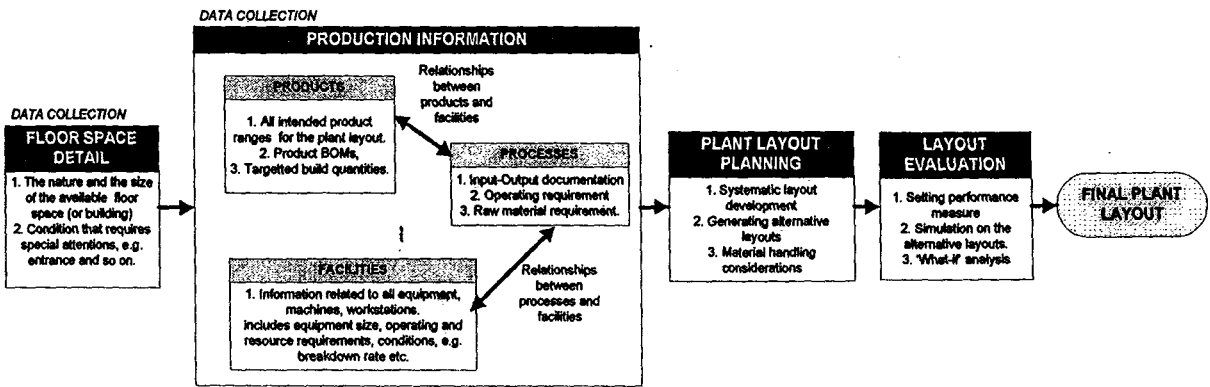 DATA COLLECTION
FLOOR SPACE
DETAIL
1. The nature and the size
of the available floor
space (or building)
2. Condition that requires
special attentions, e.g.
entrance and so on.
DATA COLLECTION
PRODUCTION INFORMATION
PRODUCTS
1. All intended product
ranges for the plant layout.
2. Product BOMs,
3. Targetted build quantities.
Relationships
between
products and
facilities
PROCESSES
1. Input-Output documentation
2. Operating requirement
3. Raw material requirement.
FACILITIES
1. Information related to all equipment,
machines, workstations.
Includes equipment size, operating and
resource requirements, conditions, e.g.
breakdown rate etc.
Relationships
between
processes and
facilities
PLANT LAYOUT
PLANNING
1. Systematic layout
development
2. Generating alternative
layouts
3. Material handling
considerations
LAYOUT
EVALUATION
1. Setting performance
measure
2. Simulation on the
alternative layouts.
3. 'What-if' analysis
FINAL PLANT
LAYOUT